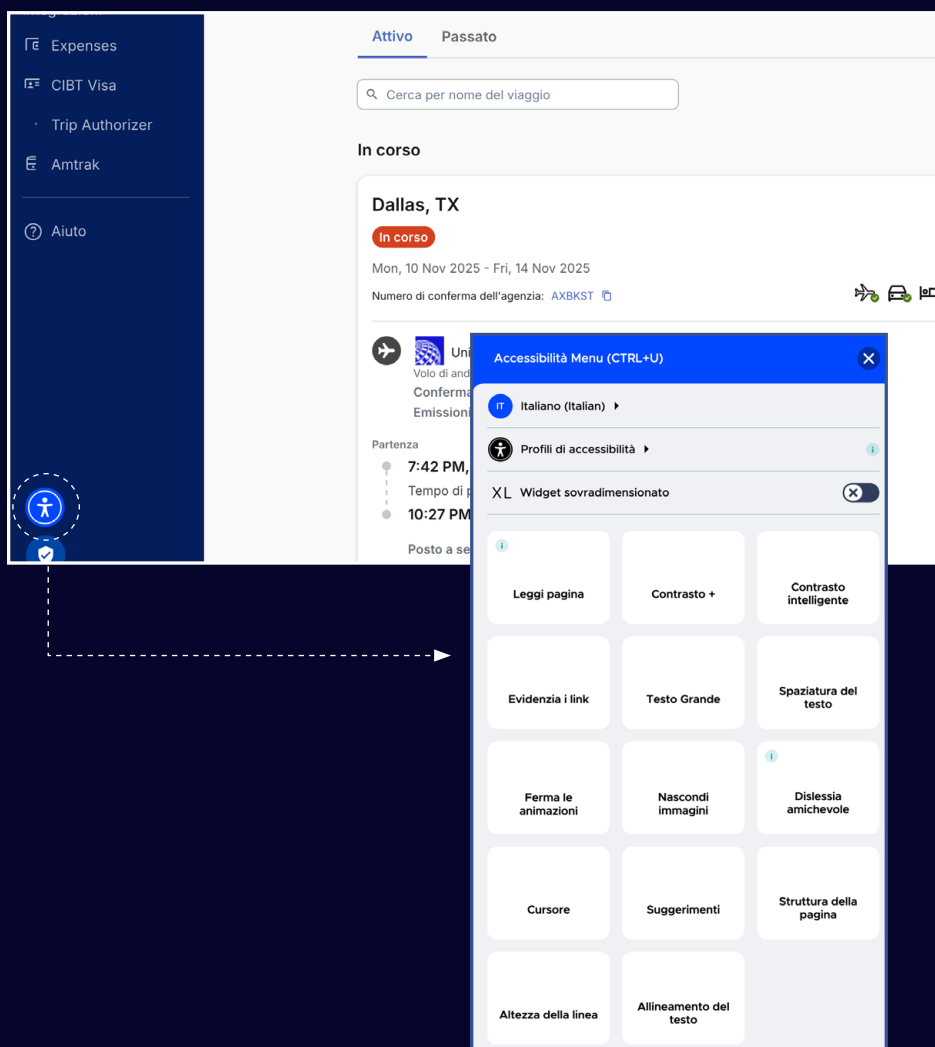 Expenses
CIBT Visa
Trip Authorizer
Amtrak
Aiuto
Attivo Passato
Cerca per nome del viaggio
In corso
Dallas, TX
In corso
Mon, 10 Nov 2025 - Fri, 14 Nov 2025
Numero di conferma dell'agenzia: AXBKST
Uni
Volo di and
Conferma
Emissioni
Partenza
7:42 PM,
Tempo di p
10:27 PM
Posto a se
Accessibilità Menu (CTRL+U)
IT Italiano (Italian)
Profili di accessibilità
XL Widget sovradimensionato
Leggi pagina
Contrasto +
Contrasto
intelligente
Evidenzia i link
Testo Grande
Spaziatura del
testo
Ferma le
animazioni
Nascondi
immagini
Dislessia
amichevole
Cursore
Suggerimenti
Struttura della
pagina
Altezza della linea
Allineamento del
testo